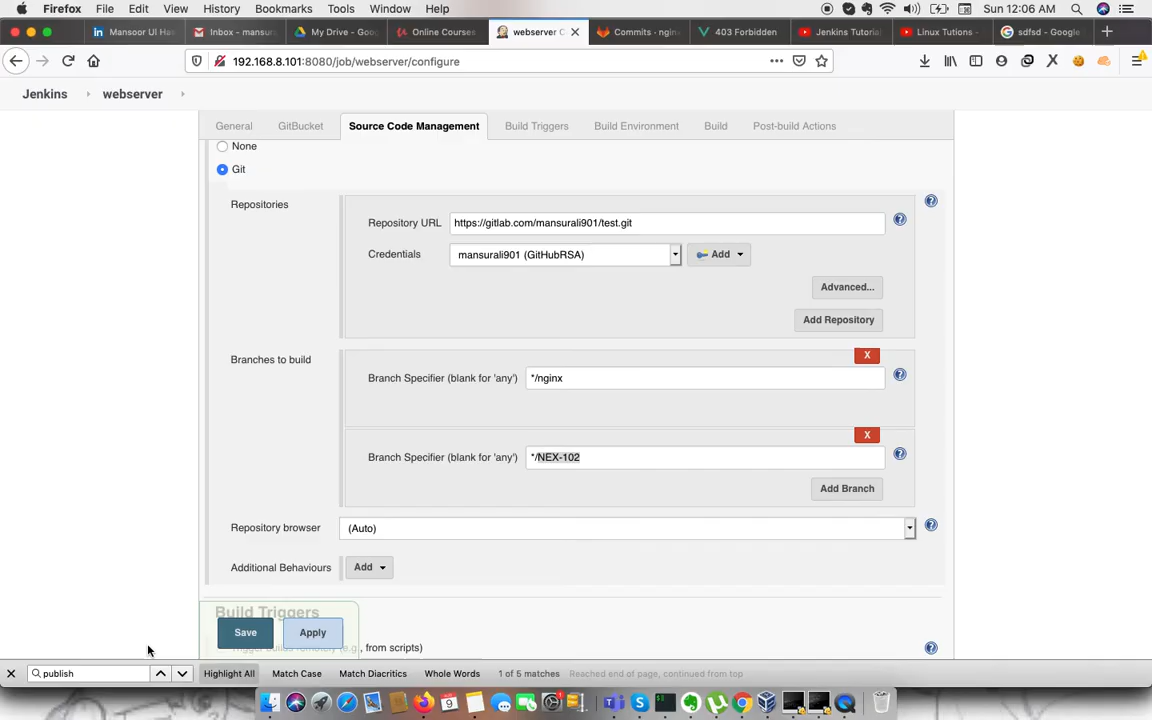 Firefox File Edit View History Bookmarks Tools Window Help Sun 12:06 AM
Mansoor Ul Ha Inbox - mansura My Drive - Goog Online Courses webserver C Commits · ngin 403 Forbidden Jenkins Tutorial Linux Tutions - sdfsd - Google
192.168.8.101:8080/job/webserver/configure
Jenkins webserver
General GitBucket Source Code Management Build Triggers Build Environment Build Post-build Actions
None
Git
Repositories
Repository URL https://gitlab.com/mansurali901/test.git
Credentials mansurali901 (GitHubRSA) Add
Advanced...
Add Repository
X
Branches to build
Branch Specifier (blank for 'any') */nginx
X
Branch Specifier (blank for 'any') */NEX-102
Add Branch
Repository browser (Auto)
Additional Behaviours Add
Build Triggers
Save Apply
Trigger builds remotely (e.g., from scripts)
publish Highlight All Match Case Match Diacritics Whole Words 1 of 5 matches Reached end of page, continued from top